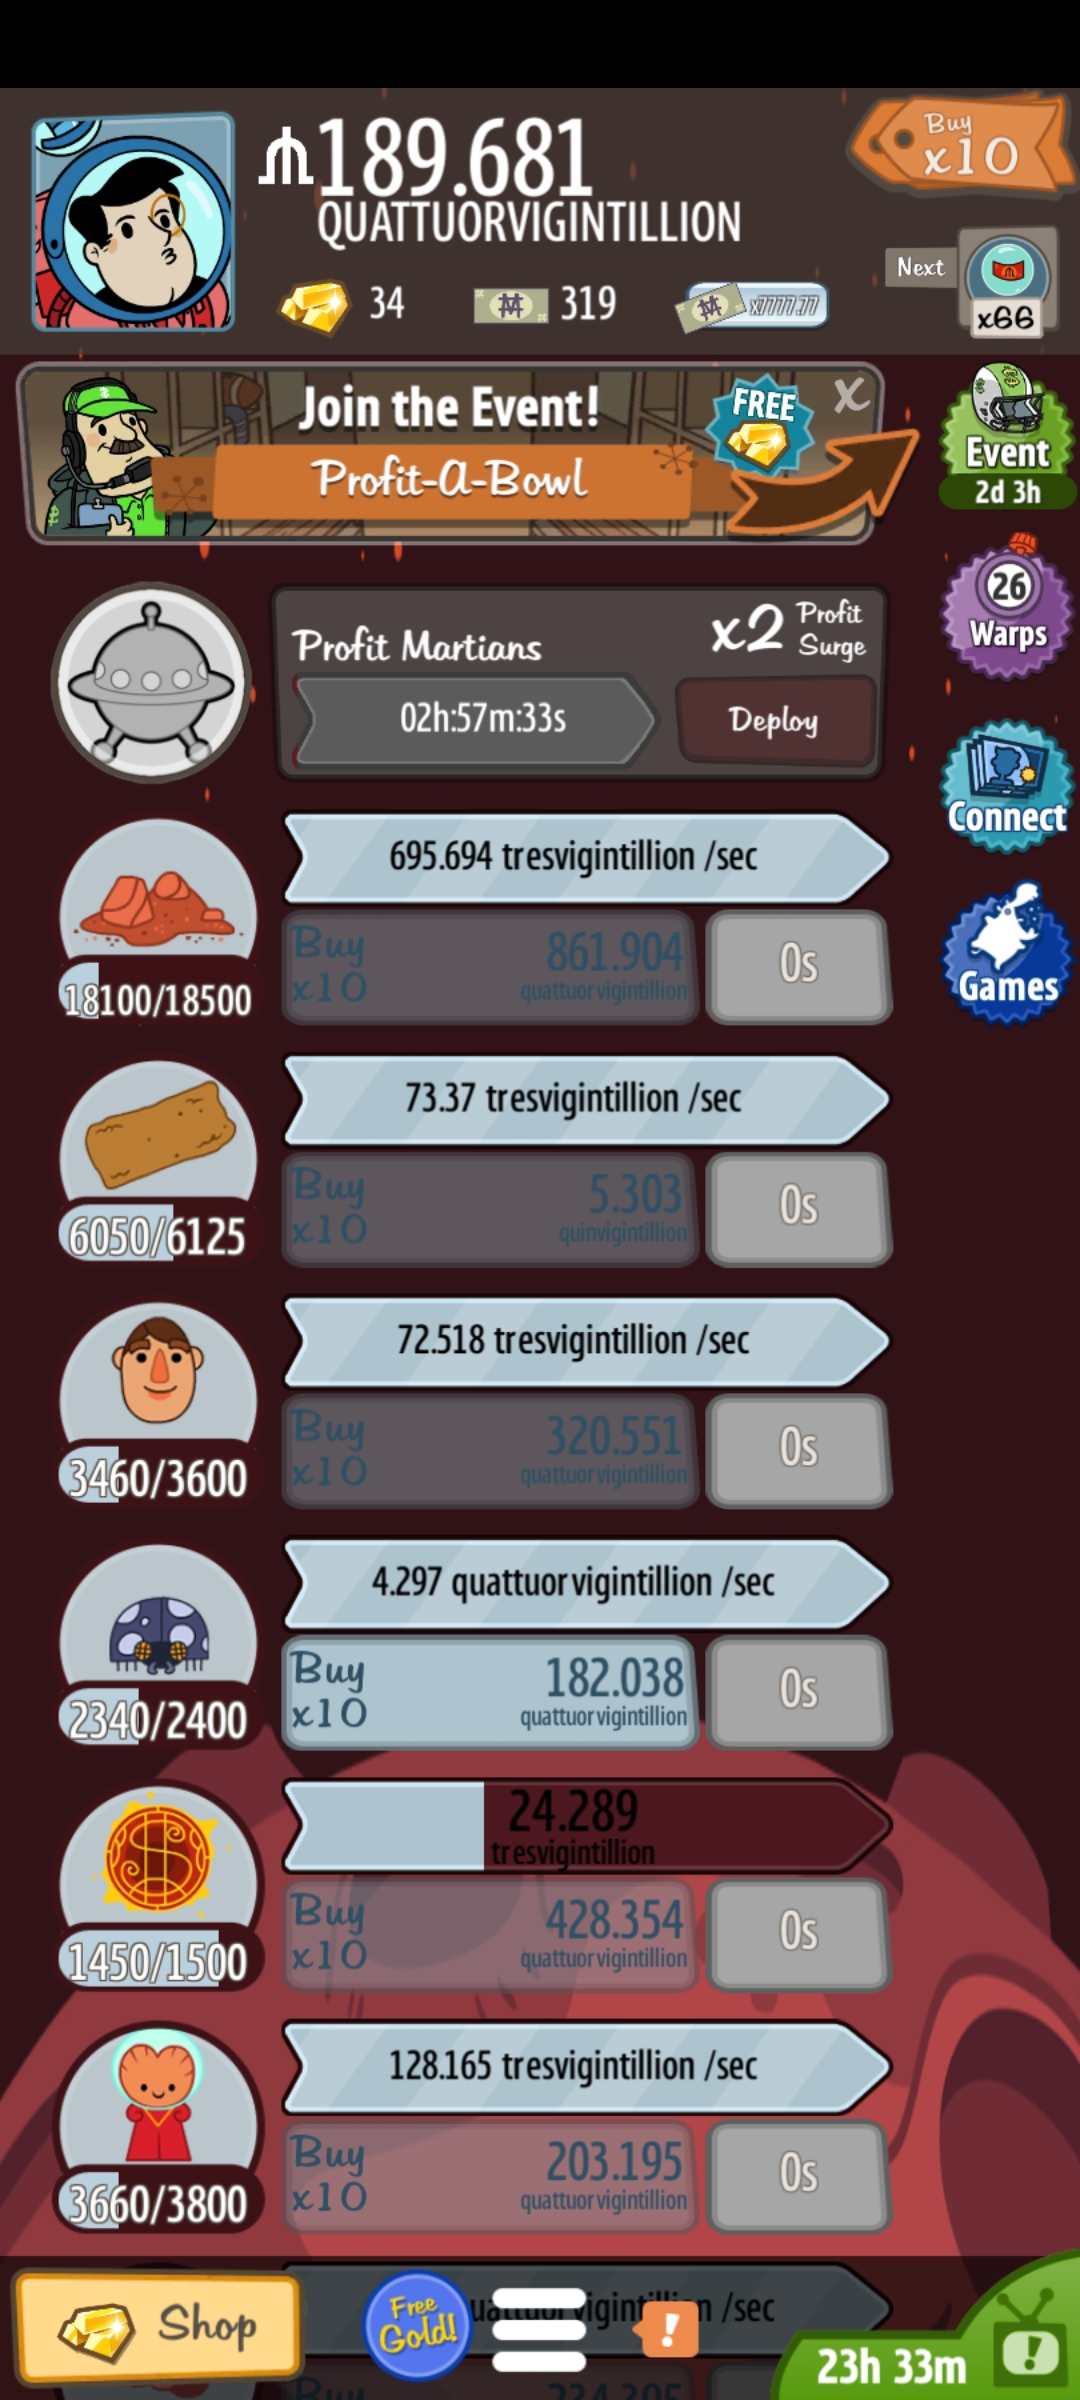 189.681
QUATTUORVIGINTILLION
Buy
x10
34
319
x7777.77
Next
x66
Join the Event!
Profit-A-Bowl
FREE
X
Event
2d 3h
Profit Martians
x2 Profit Surge
02h:57m:33s
Deploy
26
Warps
Connect
Games
695.694 tresvigintillion /sec
Buy x10
861.904
quattuorvigintillion
0s
18100/18500
73.37 tresvigintillion /sec
Buy x10
5.303
quinvigintillion
0s
6050/6125
72.518 tresvigintillion /sec
Buy x10
320.551
quattuorvigintillion
0s
3460/3600
4.297 quattuorvigintillion /sec
Buy x10
182.038
quattuorvigintillion
0s
2340/2400
24.289
tresvigintillion
Buy x10
428.354
quattuorvigintillion
0s
1450/1500
128.165 tresvigintillion /sec
Buy x10
203.195
quattuorvigintillion
0s
3660/3800
/sec
Shop
Free Gold!
!
23h 33m
!
Buy